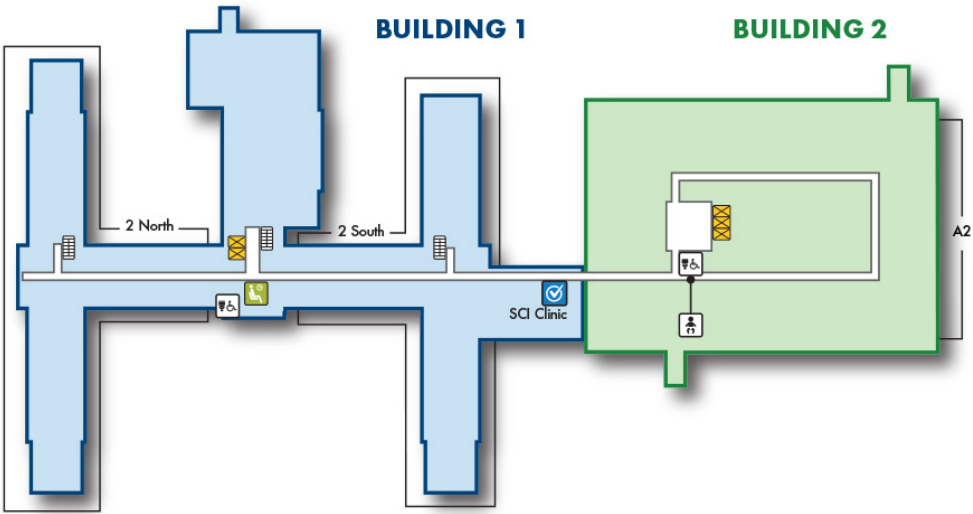 BUILDING 1
BUILDING 2
2 North
2 South
A2
SCI Clinic